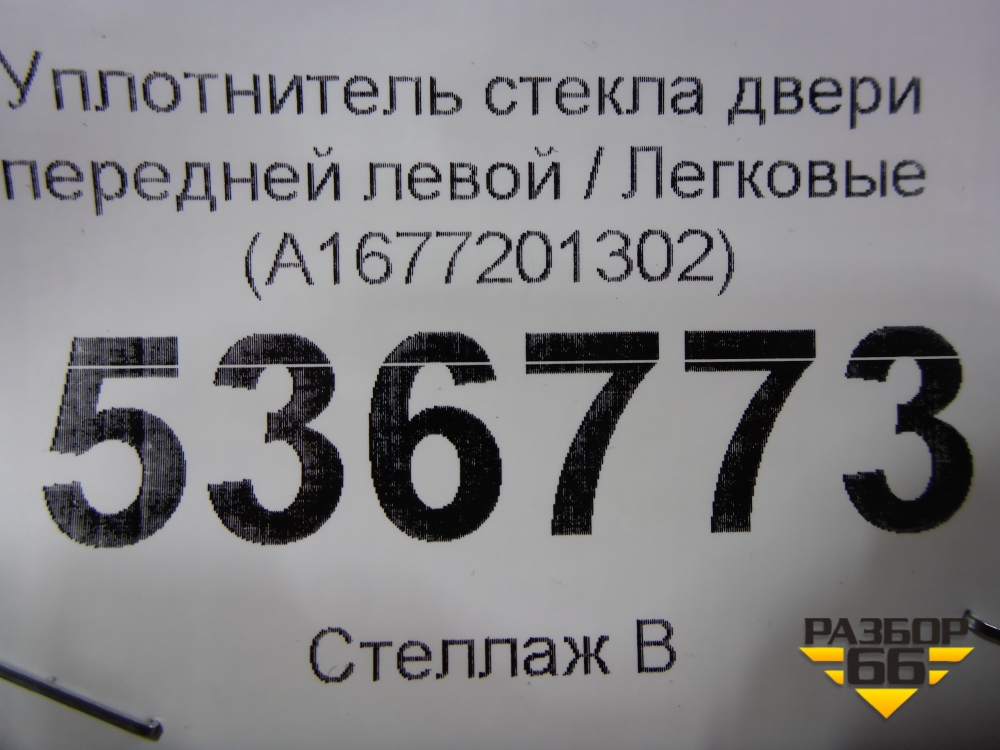 Уплотнитель стекла двери
передней левой / Легковые
(A1677201302)
536773
Стеллаж B
РАЗБОР
66